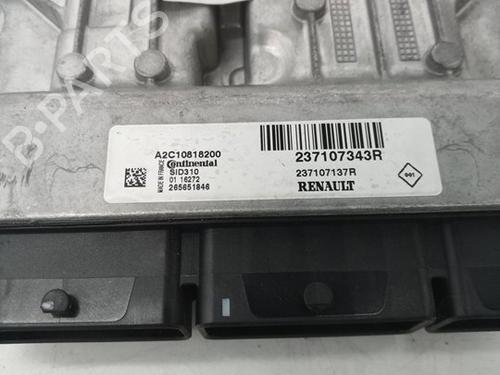 B-PARTS
A2C10818200
Continental
SID310
01 16272
265651846
MADE IN FRANCE
237107343R
237107137R
RENAULT